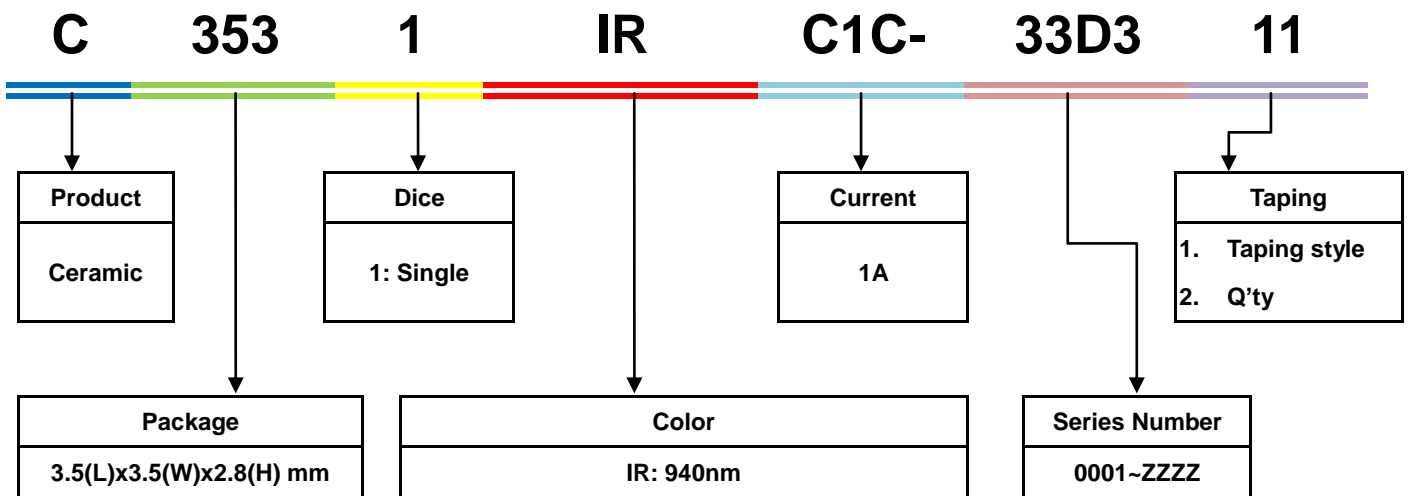 C 353 1 IR C1C- 33D3 11
Product
Ceramic
Dice
1: Single
Current
1A
Taping
1. Taping style
2. Q’ty
Package
3.5(L)x3.5(W)x2.8(H) mm
Color
IR: 940nm
Series Number
0001~ZZZZ